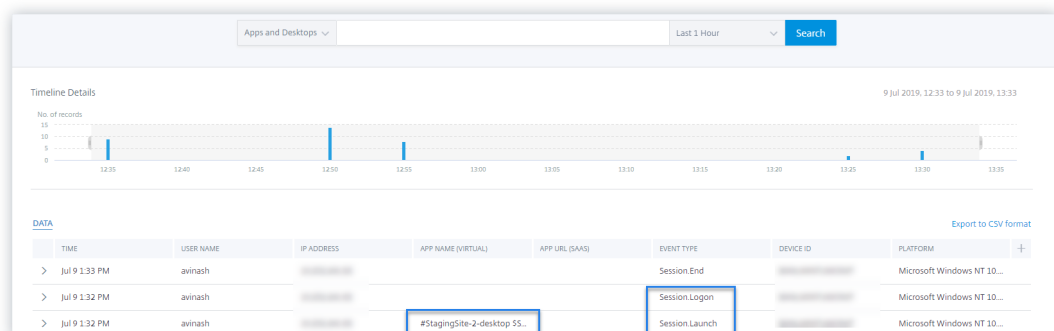 Apps and Desktops Last 1 Hour Search
Timeline Details 9 Jul 2019, 12:33 to 9 Jul 2019, 13:33
No. of records
15
10
5
0
12:35 12:40 12:45 12:50 12:55 13:00 13:05 13:10 13:15 13:20 13:25 13:30 13:35
DATA Export to CSV format
TIME USER NAME IP ADDRESS APP NAME (VIRTUAL) APP URL (SAAS) EVENT TYPE DEVICE ID PLATFORM +
> Jul 9 1:33 PM avinash Session.End Microsoft Windows NT 10....
> Jul 9 1:32 PM avinash Session.Logon Microsoft Windows NT 10....
> Jul 9 1:32 PM avinash #StagingSite-2-desktop 5S... Session.Launch Microsoft Windows NT 10....